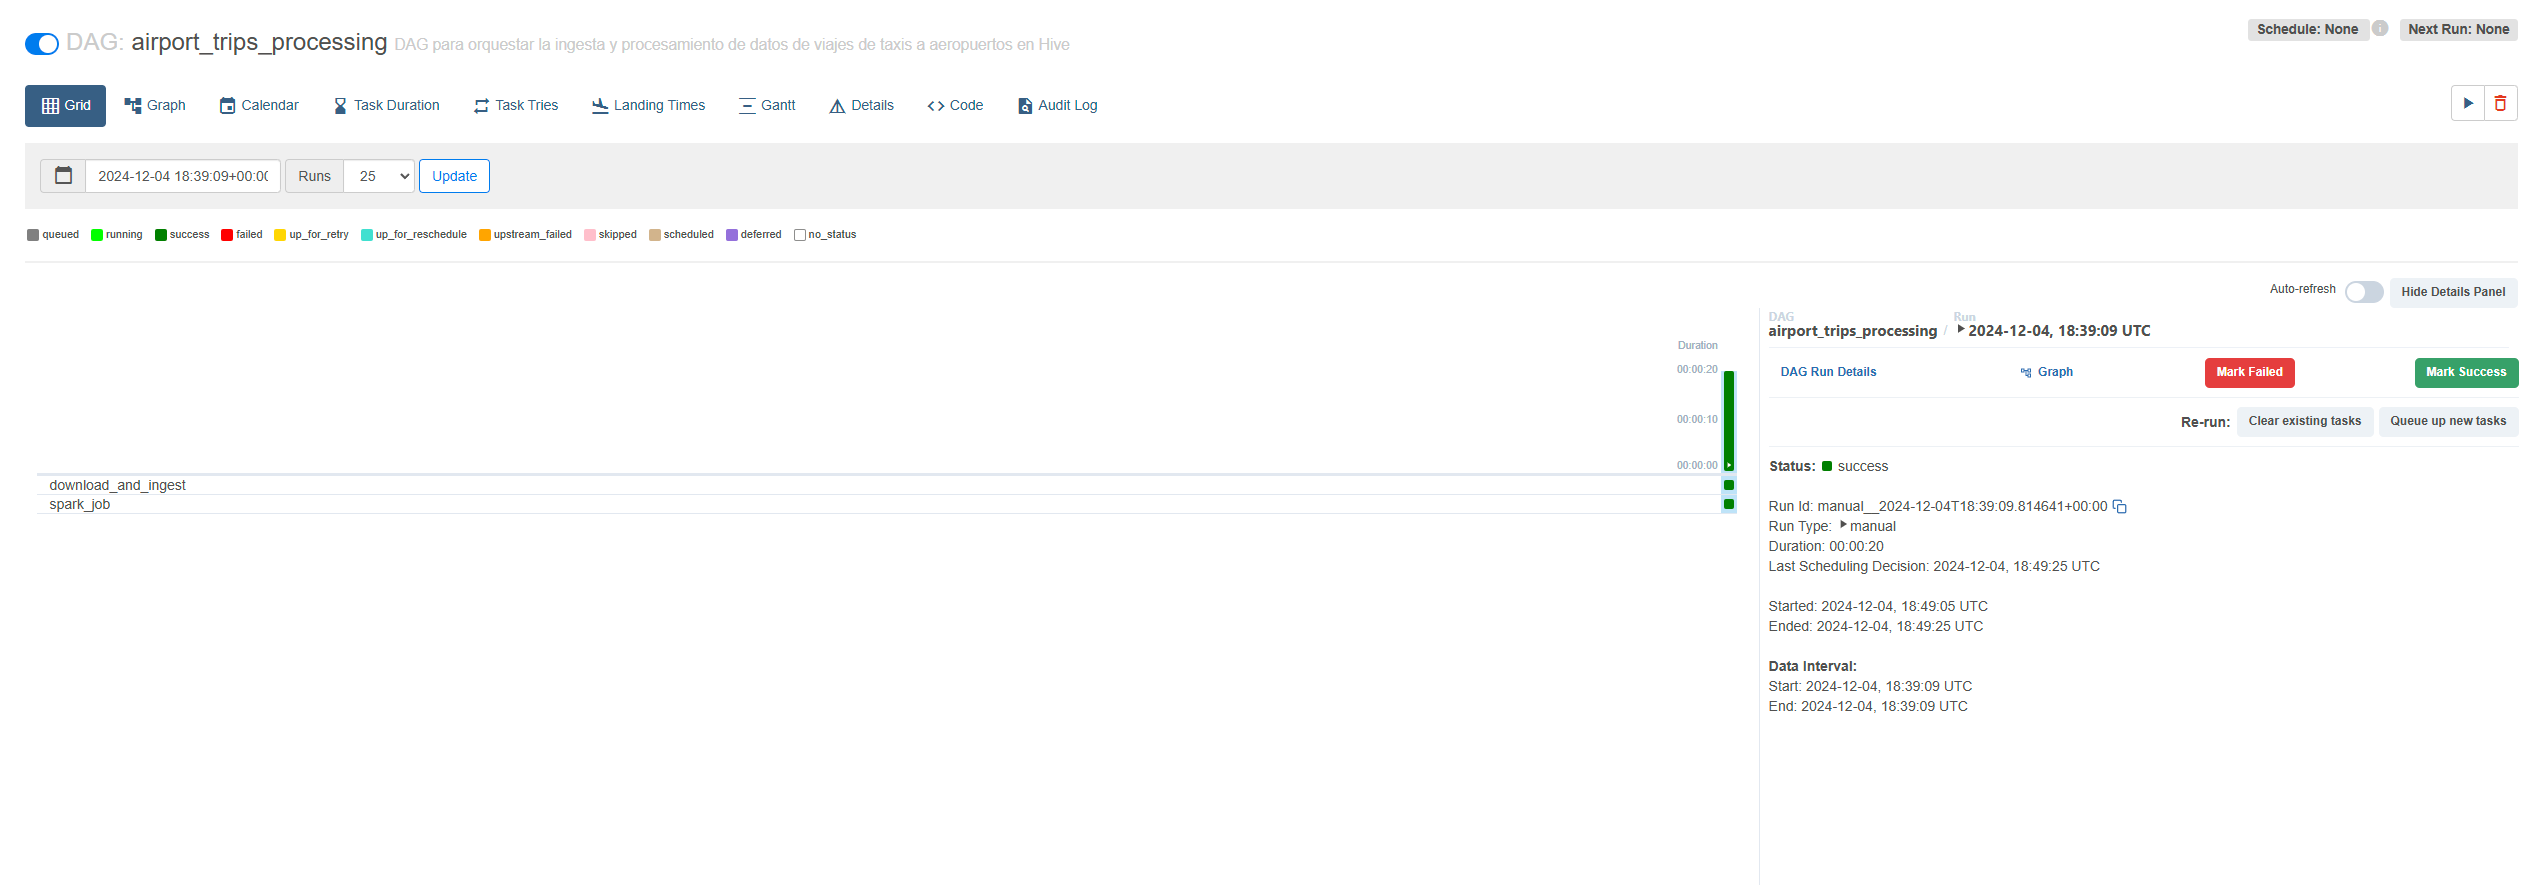 DAG: airport_trips_processing DAG para orquestar la ingesta y procesamiento de datos de viajes de taxis a aeropuertos en Hive
Schedule: None
Next Run: None
Grid
Graph
Calendar
Task Duration
Task Tries
Landing Times
Gantt
Details
Code
Audit Log
2024-12-04 18:39:09+00:00
Runs
25
Update
queued
running
success
failed
up_for_retry
up_for_reschedule
upstream_failed
skipped
scheduled
deferred
no_status
Auto-refresh
Hide Details Panel
Duration
00:00:20
00:00:10
00:00:00
download_and_ingest
spark_job
DAG
airport_trips_processing /
Run
2024-12-04, 18:39:09 UTC
DAG Run Details
Graph
Mark Failed
Mark Success
Re-run:
Clear existing tasks
Queue up new tasks
Status: success
Run Id: manual__2024-12-04T18:39:09.814641+00:00
Run Type: manual
Duration: 00:00:20
Last Scheduling Decision: 2024-12-04, 18:49:25 UTC
Started: 2024-12-04, 18:49:05 UTC
Ended: 2024-12-04, 18:49:25 UTC
Data Interval:
Start: 2024-12-04, 18:39:09 UTC
End: 2024-12-04, 18:39:09 UTC